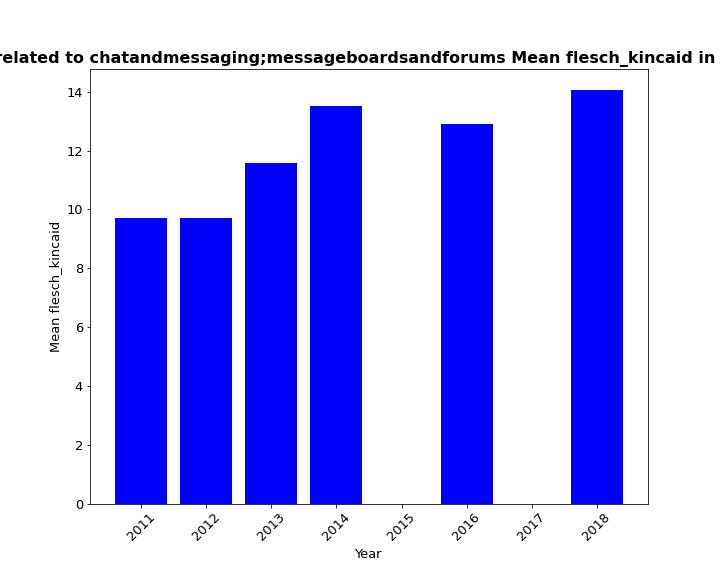 related to chatandmessaging;messageboardsandforums Mean flesch_kincaid in
14
12
10
8
6
4
2
0
Mean flesch_kincaid
2011 2012 2013 2014 2015 2016 2017 2018
Year